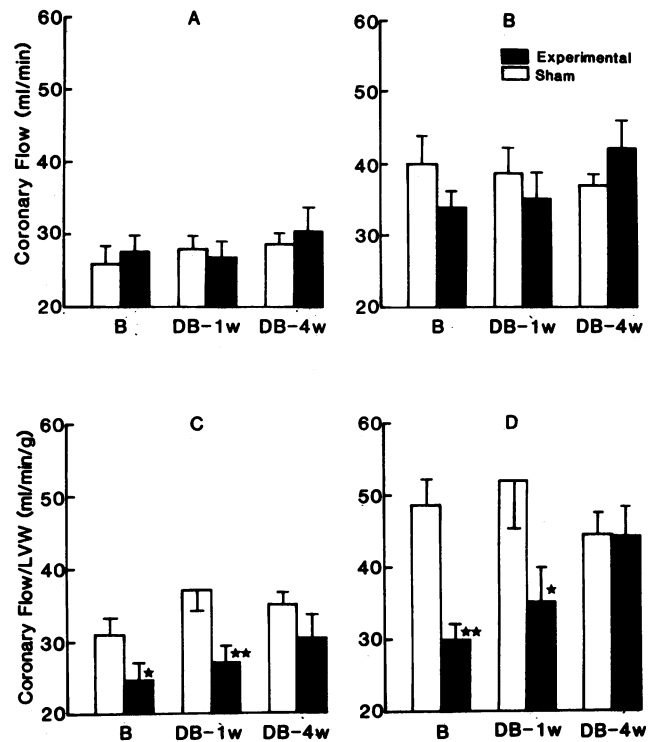 A
60
50
40
30
20
Coronary Flow (ml/min)
B DB-1w DB-4w
B
Experimental
Sham
60
50
40
30
20
B DB-1w DB-4w
C
60
50
40
30
20
Coronary Flow/LVW (ml/min/g)
★
★★
B DB-1w DB-4w
D
60
50
40
30
20
★★
★
B DB-1w DB-4w